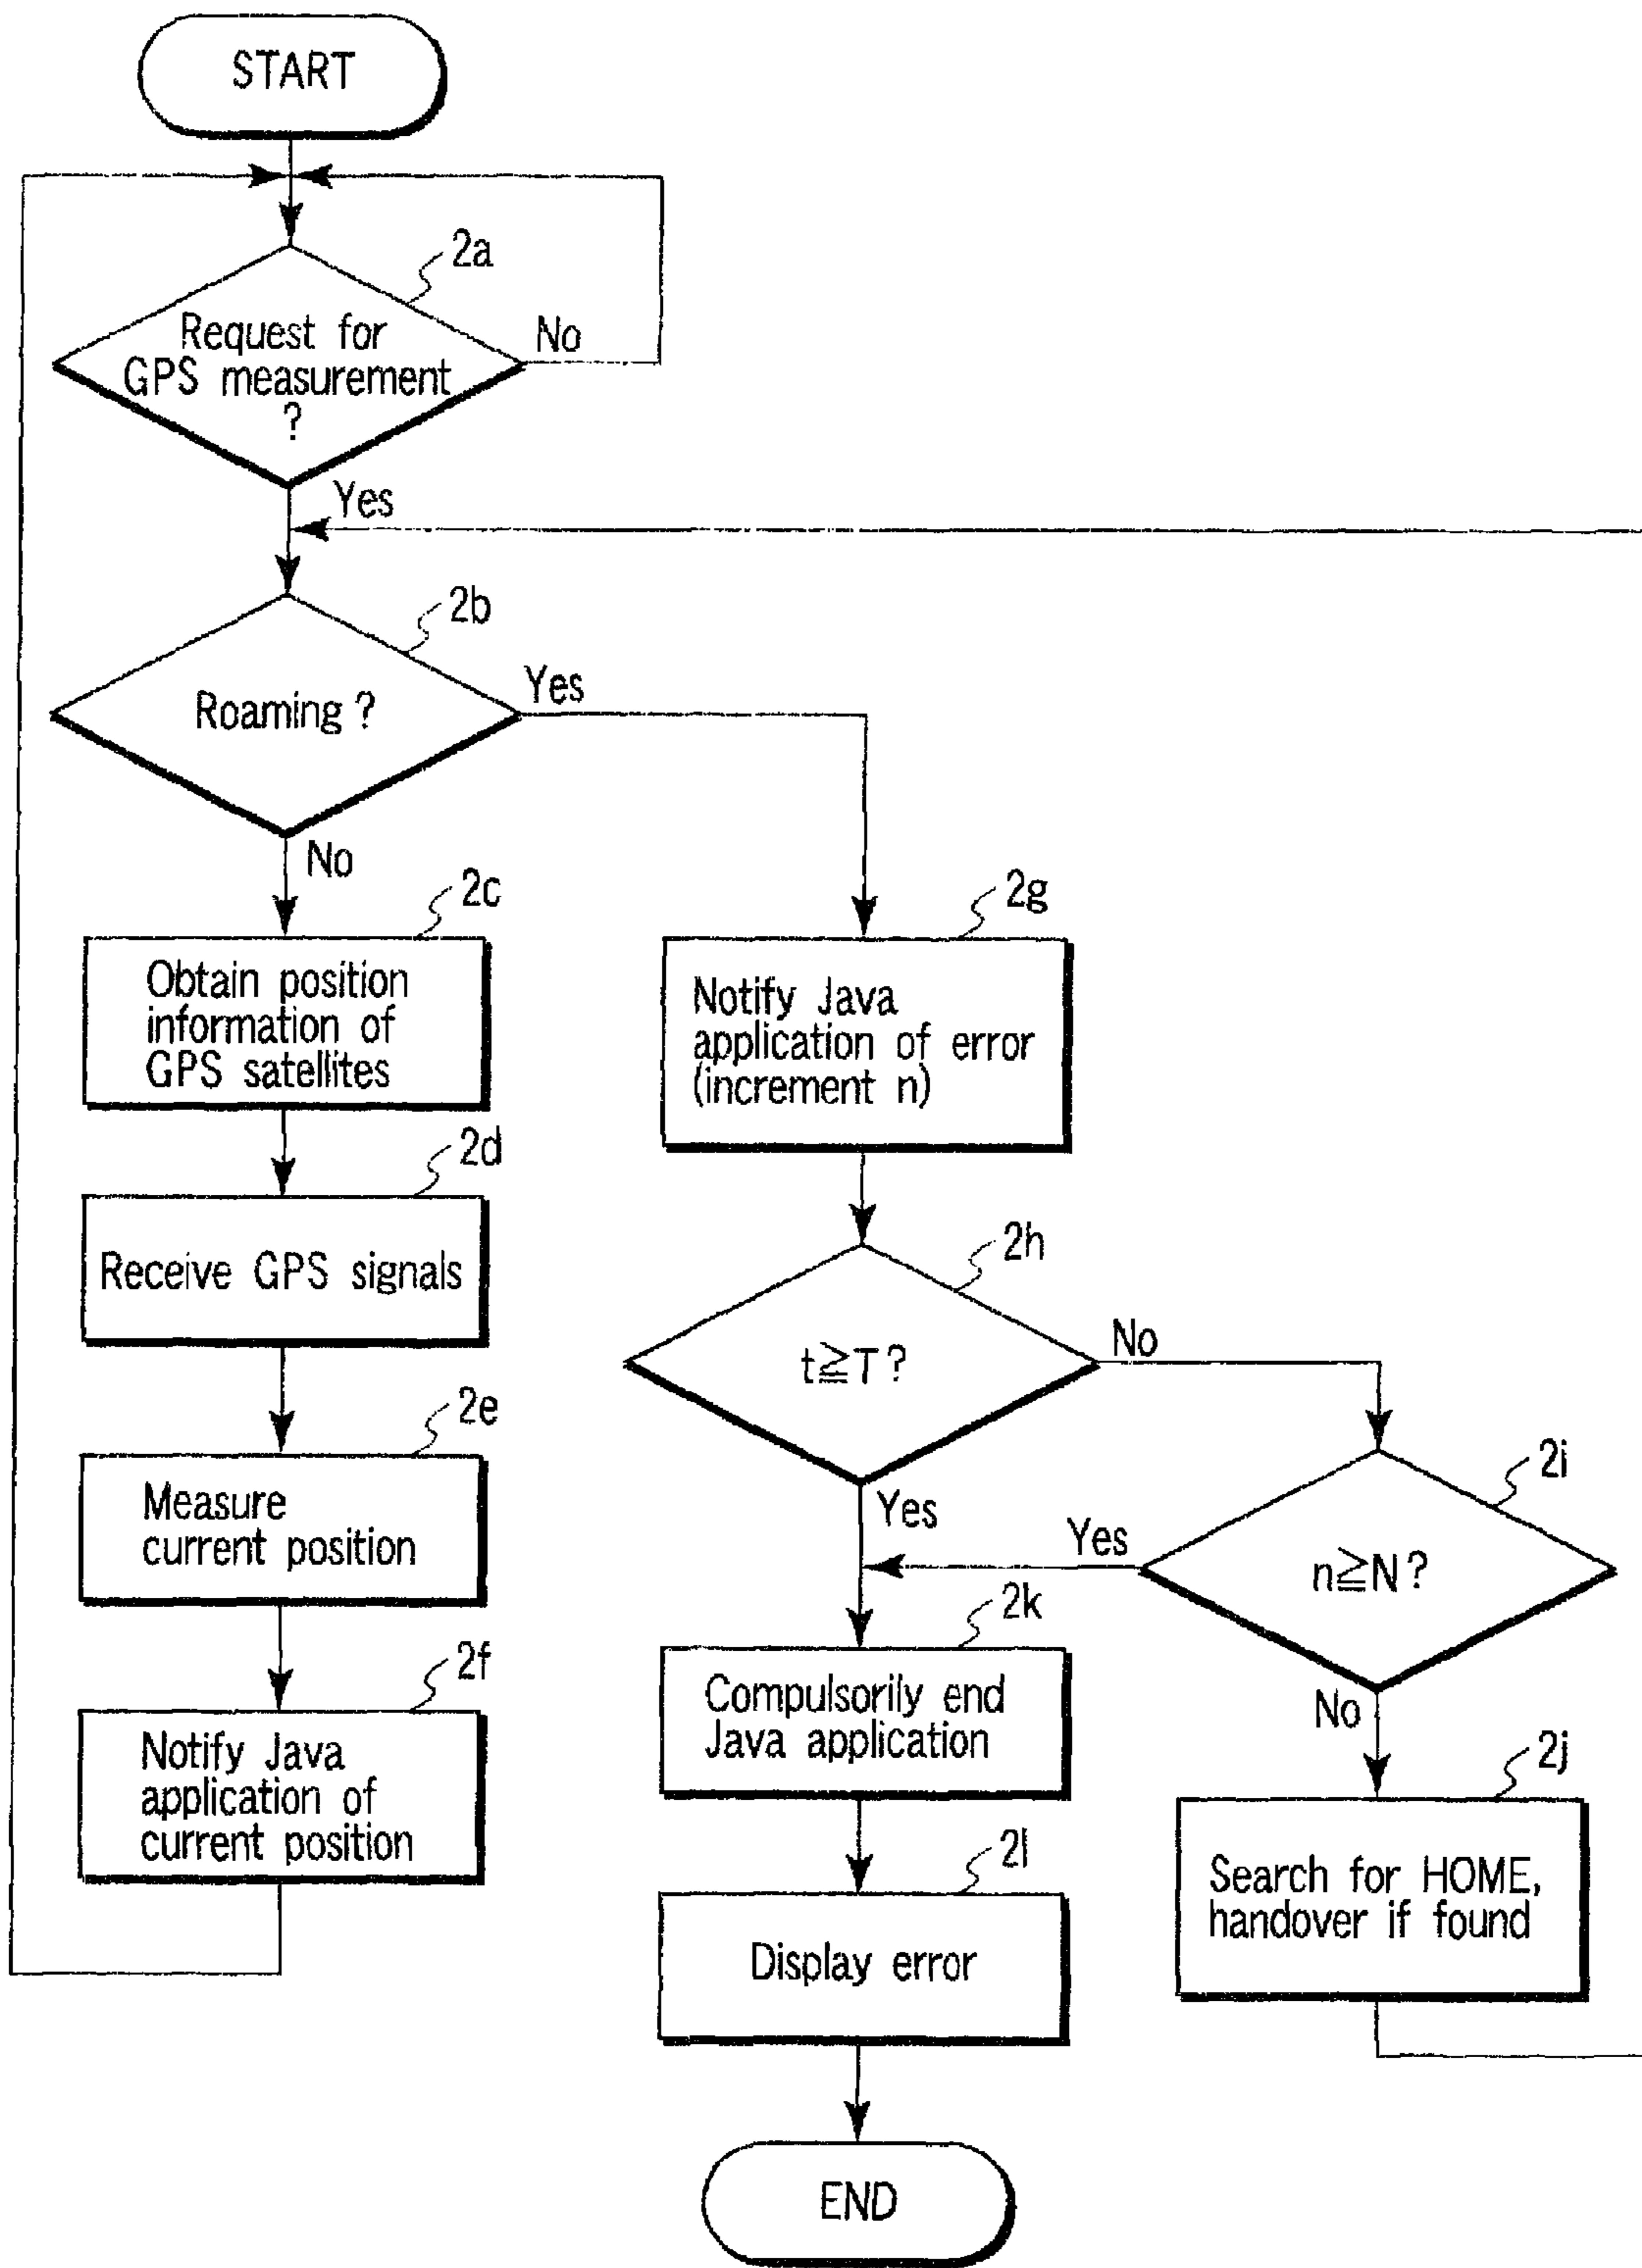 START
2a
Request for
GPS measurement
?
No
Yes
2b
Roaming ?
Yes
No
2c
Obtain position
information of
GPS satellites
2d
Receive GPS signals
2e
Measure
current position
2f
Notify Java
application of
current position
2g
Notify Java
application of error
(increment n)
2h
t≧T ?
No
Yes
2i
n≧N ?
Yes
No
2j
Search for HOME,
handover if found
2k
Compulsorily end
Java application
2l
Display error
END